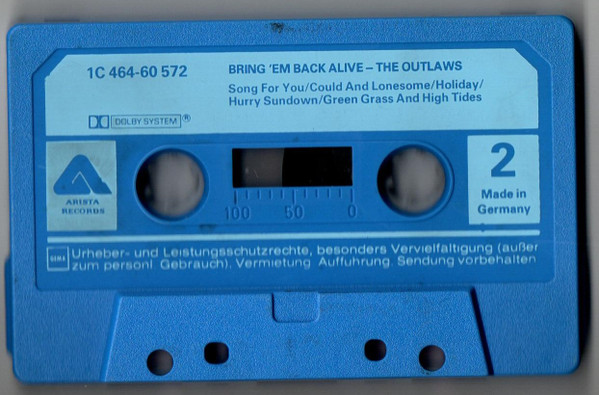 1C 464-60 572
BRING 'EM BACK ALIVE – THE OUTLAWS
Song For You/Could And Lonesome/Holiday/
Hurry Sundown/Green Grass And High Tides
DOLBY SYSTEM ®
ARISTA
RECORDS
100 50 0
2
Made in
Germany
GEMA
Urheber- und Leistungsschutzrechte, besonders Vervielfältigung (außer
zum persönl Gebrauch), Vermietung Aufführung, Sendung vorbehalten